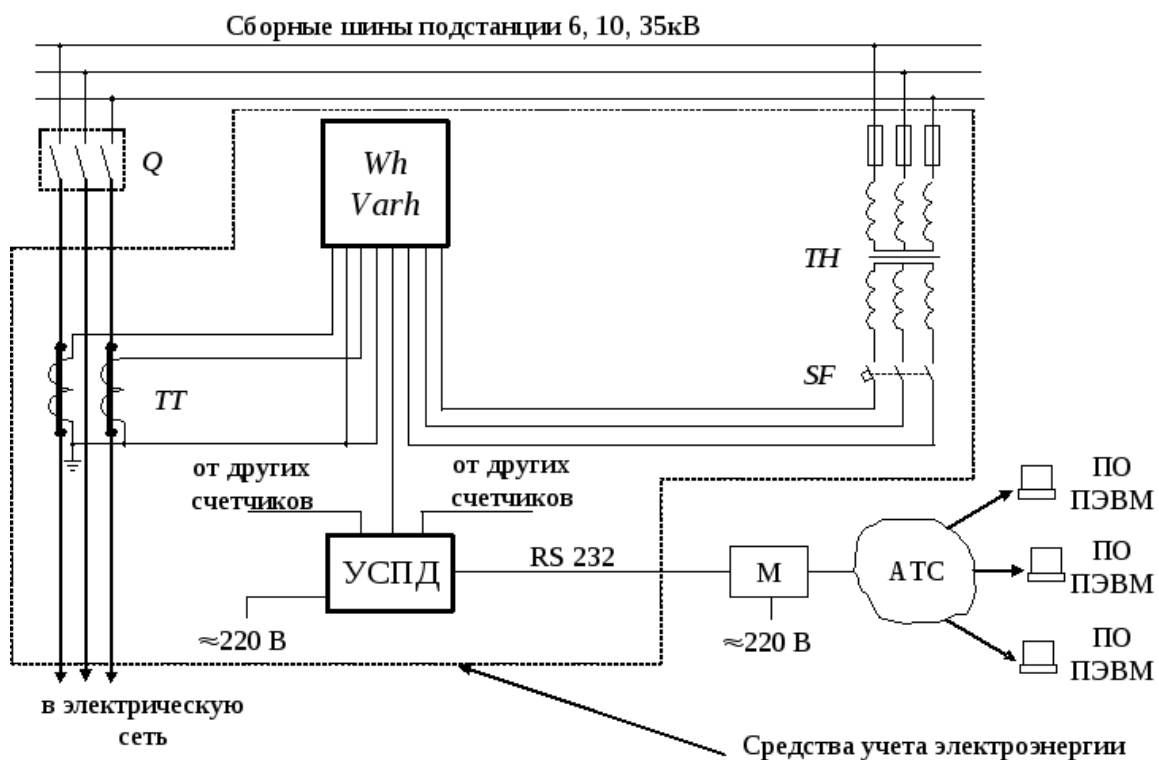 Сборные шины подстанции 6, 10, 35кВ
Q
Wh
Varh
ТН
SF
ТТ
от других
счетчиков
от других
счетчиков
УСПД
RS 232
М
АТС
≈220 В
≈220 В
ПО
ПЭВМ
ПО
ПЭВМ
ПО
ПЭВМ
в электрическую
сеть
Средства учета электроэнергии